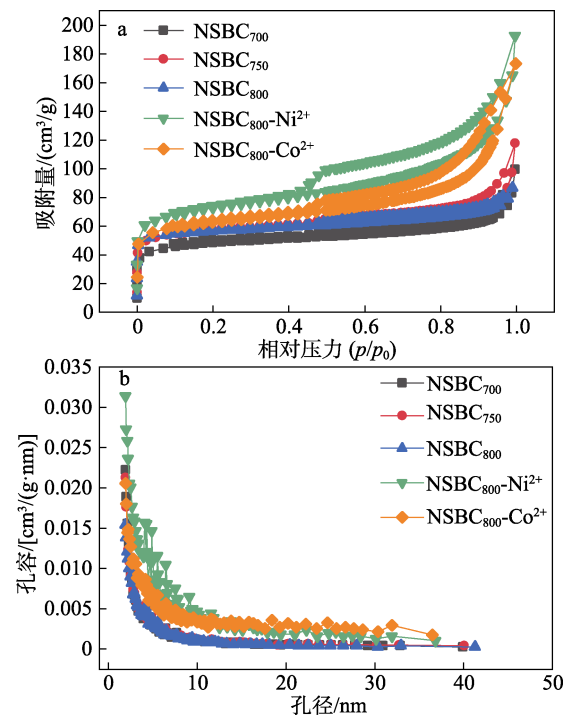 a
NSBC₇₀₀
NSBC₇₅₀
NSBC₈₀₀
NSBC₈₀₀-Ni²⁺
NSBC₈₀₀-Co²⁺
吸附量/(cm³/g)
200
180
160
140
120
100
80
60
40
20
0
0 0.2 0.4 0.6 0.8 1.0
相对压力 (p/p₀)
b
NSBC₇₀₀
NSBC₇₅₀
NSBC₈₀₀
NSBC₈₀₀-Ni²⁺
NSBC₈₀₀-Co²⁺
孔容/[cm³/(g·nm)]
0.035
0.030
0.025
0.020
0.015
0.010
0.005
0
0 10 20 30 40 50
孔径/nm